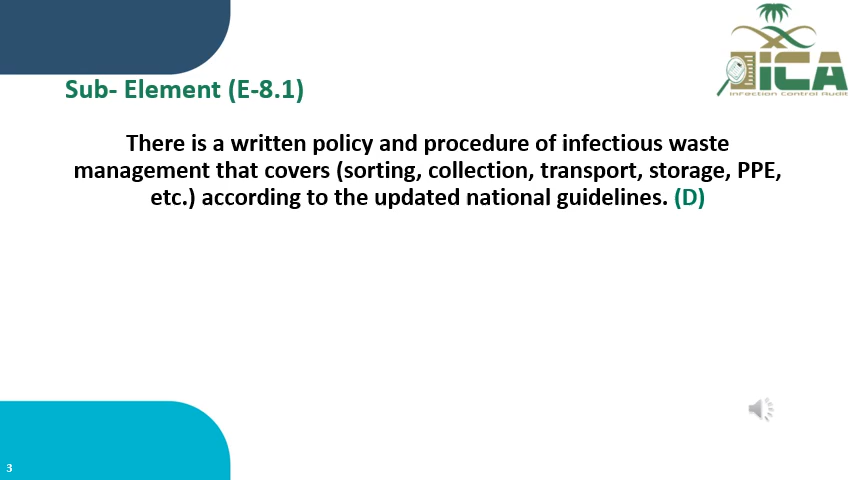 iCA
Infection Control Audit
Sub- Element (E-8.1)
There is a written policy and procedure of infectious waste
management that covers (sorting, collection, transport, storage, PPE,
etc.) according to the updated national guidelines. (D)
3